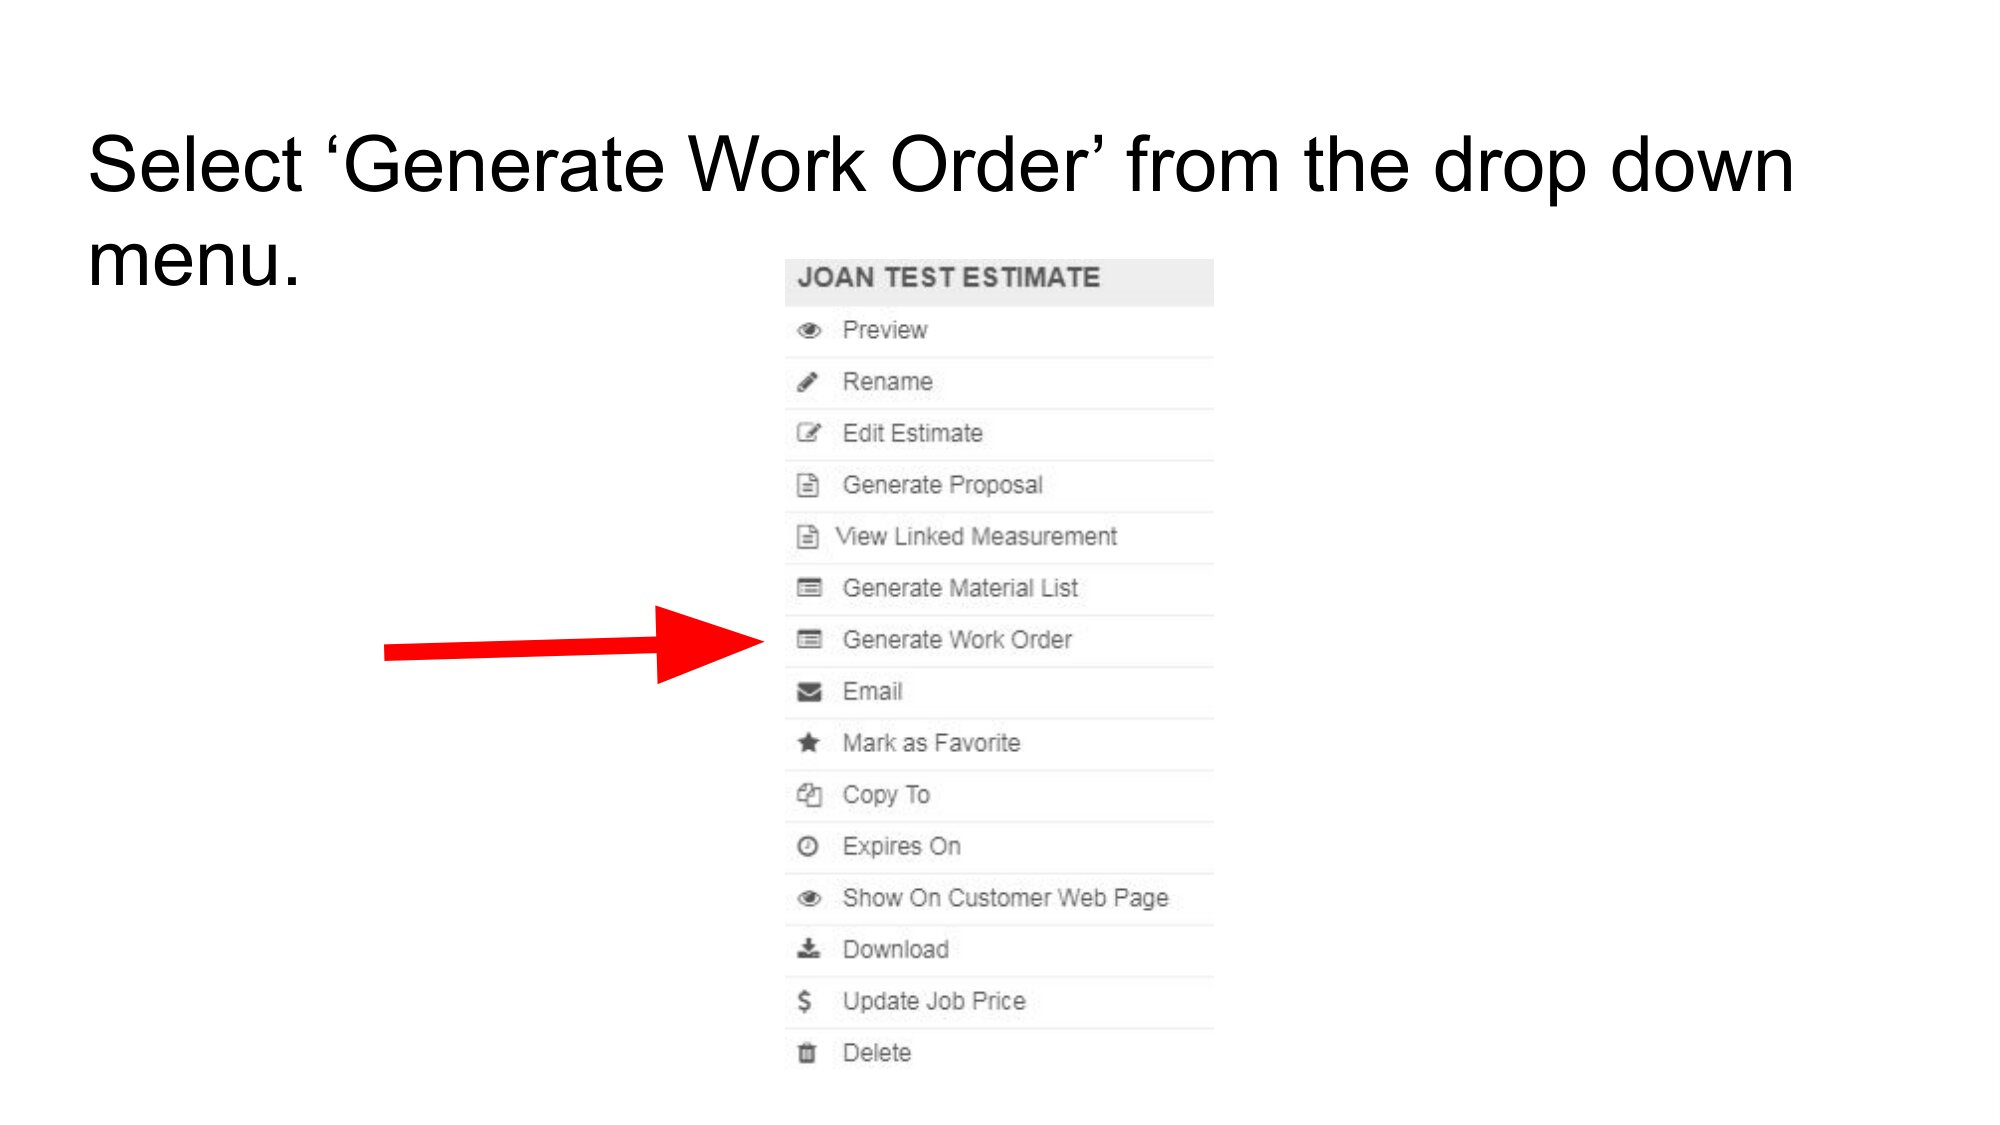 Select ‘Generate Work Order’ from the drop down
menu.
JOAN TEST ESTIMATE
Preview
Rename
Edit Estimate
Generate Proposal
View Linked Measurement
Generate Material List
Generate Work Order
Email
Mark as Favorite
Copy To
Expires On
Show On Customer Web Page
Download
Update Job Price
Delete